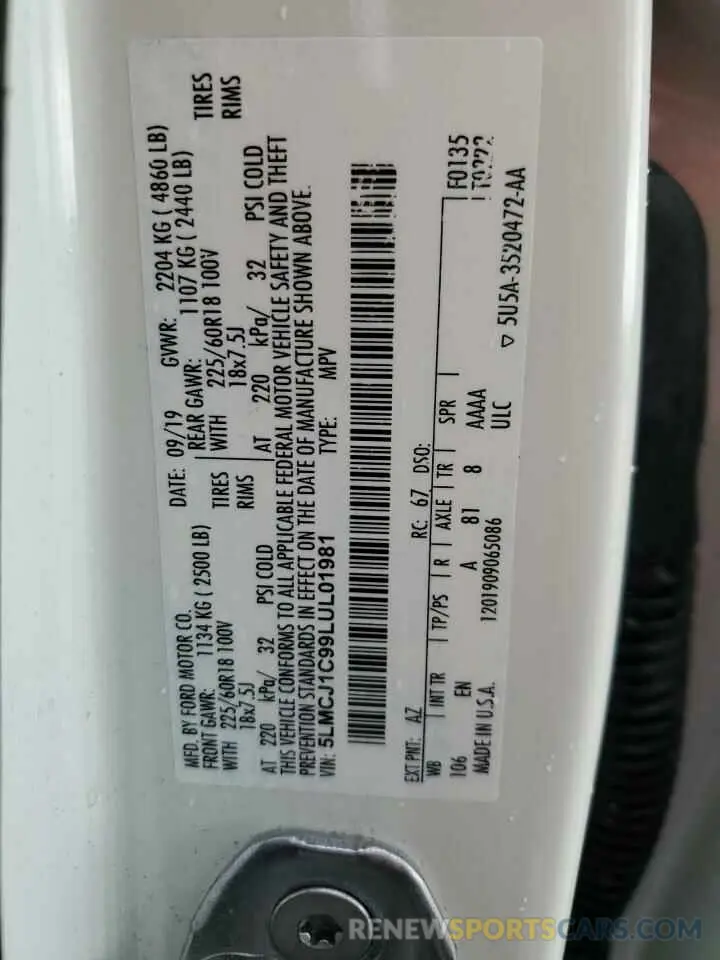 MFD. BY FORD MOTOR CO.
DATE: 09/19 GVWR: 2204 KG ( 4860 LB)
FRONT GAWR: 1134 KG ( 2500 LB) REAR GAWR: 1107 KG ( 2440 LB)
WITH 225/60R18 100V TIRES WITH 225/60R18 100V TIRES
18x7.5J RIMS 18x7.5J RIMS
AT 220 kPa/ 32 PSI COLD AT 220 kPa/ 32 PSI COLD
THIS VEHICLE CONFORMS TO ALL APPLICABLE FEDERAL MOTOR VEHICLE SAFETY AND THEFT
PREVENTION STANDARDS IN EFFECT ON THE DATE OF MANUFACTURE SHOWN ABOVE.
VIN: 5LMCJ1C99LUL01981 TYPE: MPV
EXT PNT: AZ RC: 67 DSO: F0135
WB INT TR TP/PS R AXLE TR SPR T0272
106 EN A 81 8 AAAA
MADE IN U.S.A. 1201909065086 ULC
▽ 5U5A-3520472-AA
RENEWSPORTSCARS.COM